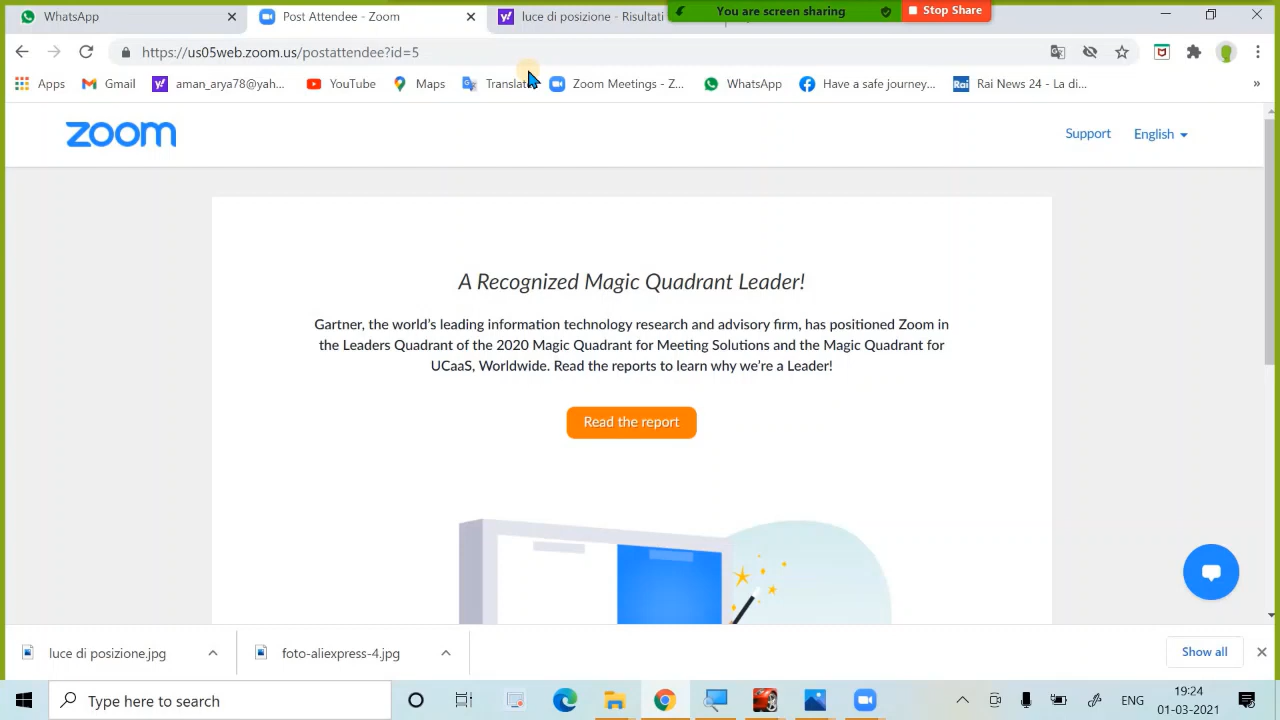 WhatsApp
Post Attendee - Zoom
luce di posizione - Risultati
You are screen sharing
Stop Share
https://us05web.zoom.us/postattendee?id=5
Apps
Gmail
aman_arya78@yah...
YouTube
Maps
Translate
Zoom Meetings - Z...
WhatsApp
Have a safe journey...
Rai
Rai News 24 - La di...
»
zoom
Support
English
A Recognized Magic Quadrant Leader!
Gartner, the world's leading information technology research and advisory firm, has positioned Zoom in
the Leaders Quadrant of the 2020 Magic Quadrant for Meeting Solutions and the Magic Quadrant for
UCaaS, Worldwide. Read the reports to learn why we're a Leader!
Read the report
luce di posizione.jpg
foto-aliexpress-4.jpg
Show all
Type here to search
ENG
19:24
01-03-2021